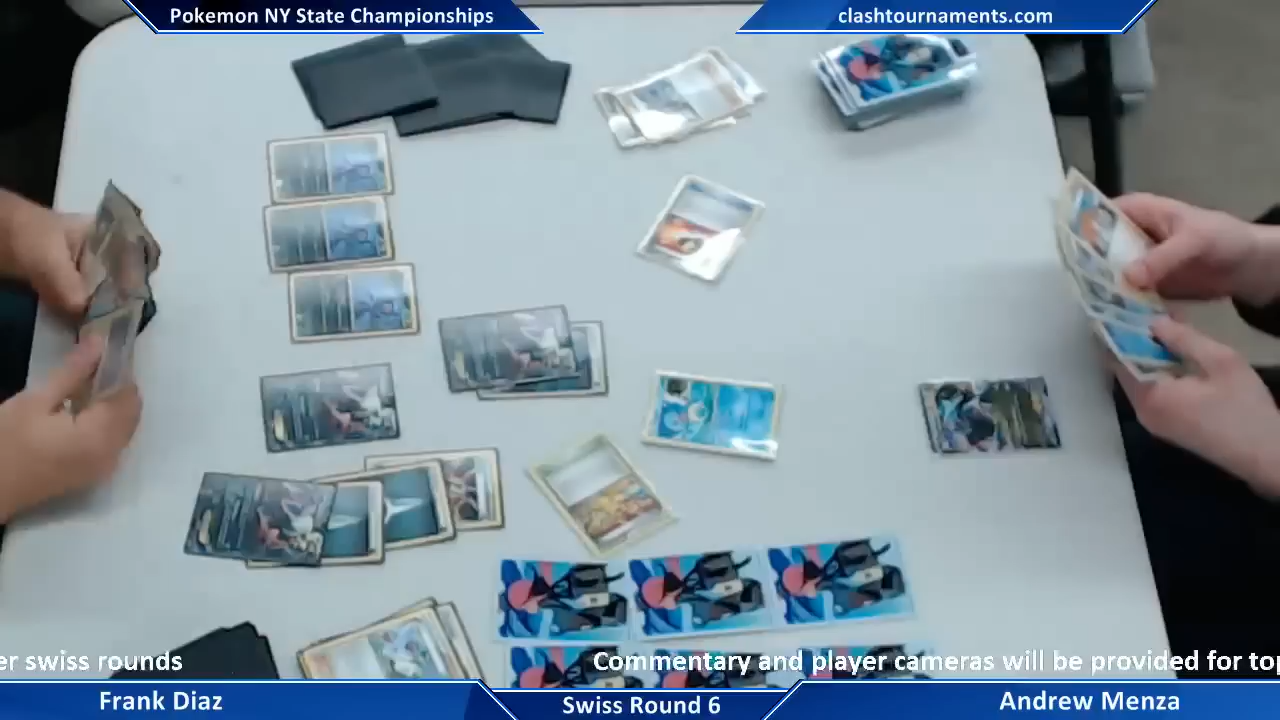 Pokemon NY State Championships
clashtournaments.com
er swiss rounds
Commentary and player cameras will be provided for to
Frank Diaz
Swiss Round 6
Andrew Menza